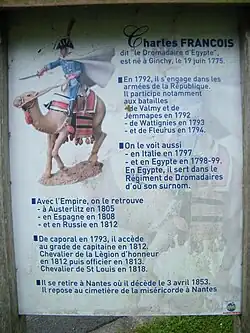 Charles FRANCOIS
dit "le Dromadaire d'Egypte",
est né à Ginchy, le 19 juin 1775.
En 1792, il s'engage dans les
armées de la République.
Il participe notamment
aux batailles
- de Valmy et de
Jemmapes en 1792
- de Wattignies en 1793
- et de Fleurus en 1794.
On le voit aussi
- en Italie en 1797
- et en Egypte en 1798-99.
En Egypte, il sert dans le
Régiment de Dromadaires
d'où son surnom.
Avec l'Empire, on le retrouve
- à Austerlitz en 1805
- en Espagne en 1808
- et en Russie en 1812
De caporal en 1793, il accède
au grade de capitaine en 1812.
Chevalier de la Légion d'honneur
en 1812 puis officier en 1813.
Chevalier de St Louis en 1818.
Il se retire à Nantes où il décède le 3 avril 1853.
Il repose au cimetière de la miséricorde à Nantes